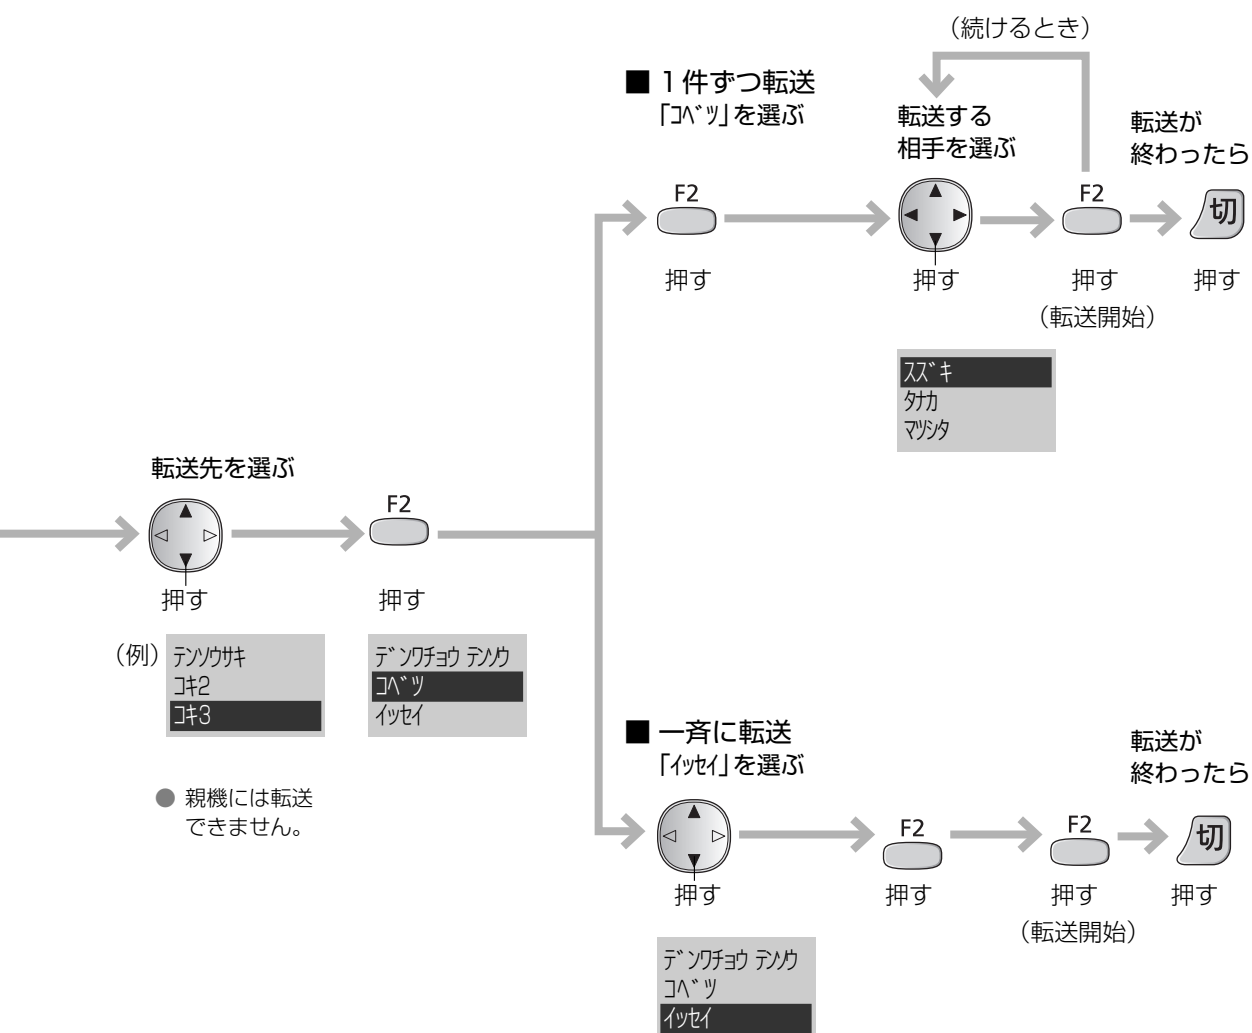 (続けるとき)
■ 1件ずつ転送
「ｺﾍﾞﾂ」を選ぶ
転送する
相手を選ぶ
転送が
終わったら
F2
F2
切
押す
押す
押す
押す
(転送開始)
ｽｽﾞｷ
ﾀﾅｶ
ﾏﾂｼﾀ
転送先を選ぶ
F2
押す
押す
(例)
ﾃﾝｿｳｻｷ
ｺｷ2
ｺｷ3
ﾃﾞﾝﾜﾁｮｳ ﾃﾝｿｳ
ｺﾍﾞﾂ
ｲｯｾｲ
● 親機には転送
できません。
■ 一斉に転送
「ｲｯｾｲ」を選ぶ
転送が
終わったら
F2
F2
切
押す
押す
押す
押す
(転送開始)
ﾃﾞﾝﾜﾁｮｳ ﾃﾝｿｳ
ｺﾍﾞﾂ
ｲｯｾｲ